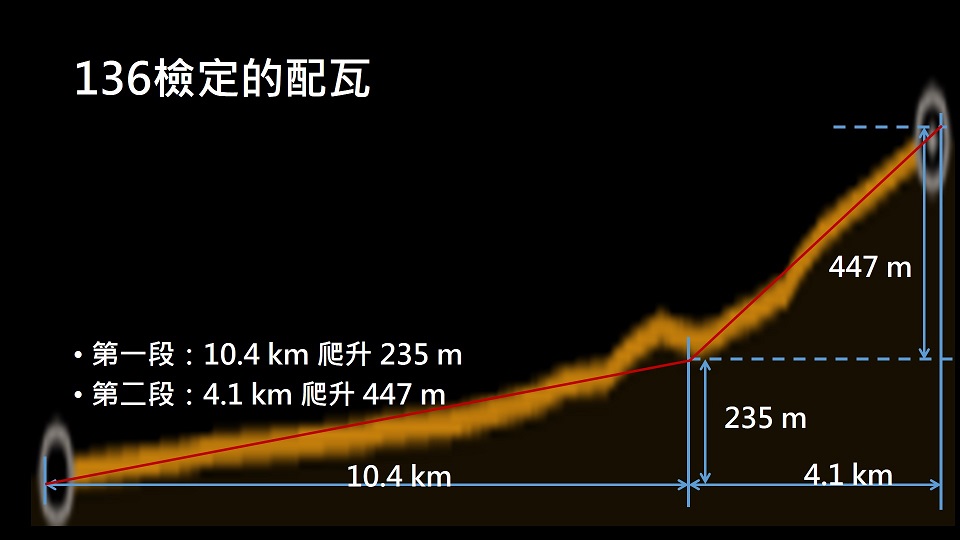 136檢定的配瓦
447 m
• 第一段：10.4 km 爬升 235 m
• 第二段：4.1 km 爬升 447 m
235 m
10.4 km
4.1 km